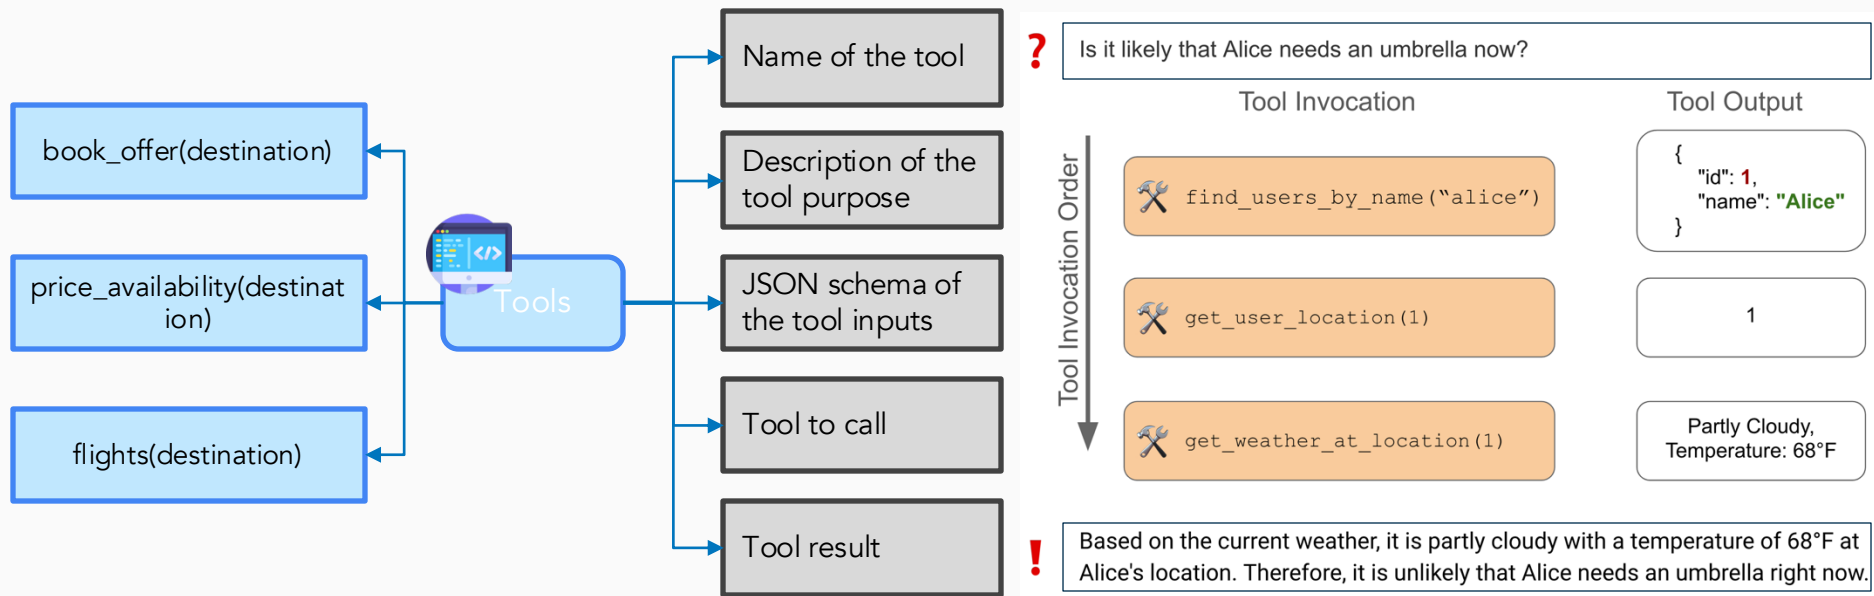 book_offer(destination)
price_availability(destinat
ion)
flights(destination)
</>
Tools
Name of the tool
Description of the
tool purpose
JSON schema of
the tool inputs
Tool to call
Tool result
? Is it likely that Alice needs an umbrella now?
Tool Invocation
Tool Output
Tool Invocation Order
find_users_by_name(“alice”)
{
"id": 1,
"name": "Alice"
}
get_user_location(1)
1
get_weather_at_location(1)
Partly Cloudy,
Temperature: 68°F
! Based on the current weather, it is partly cloudy with a temperature of 68°F at
Alice's location. Therefore, it is unlikely that Alice needs an umbrella right now.